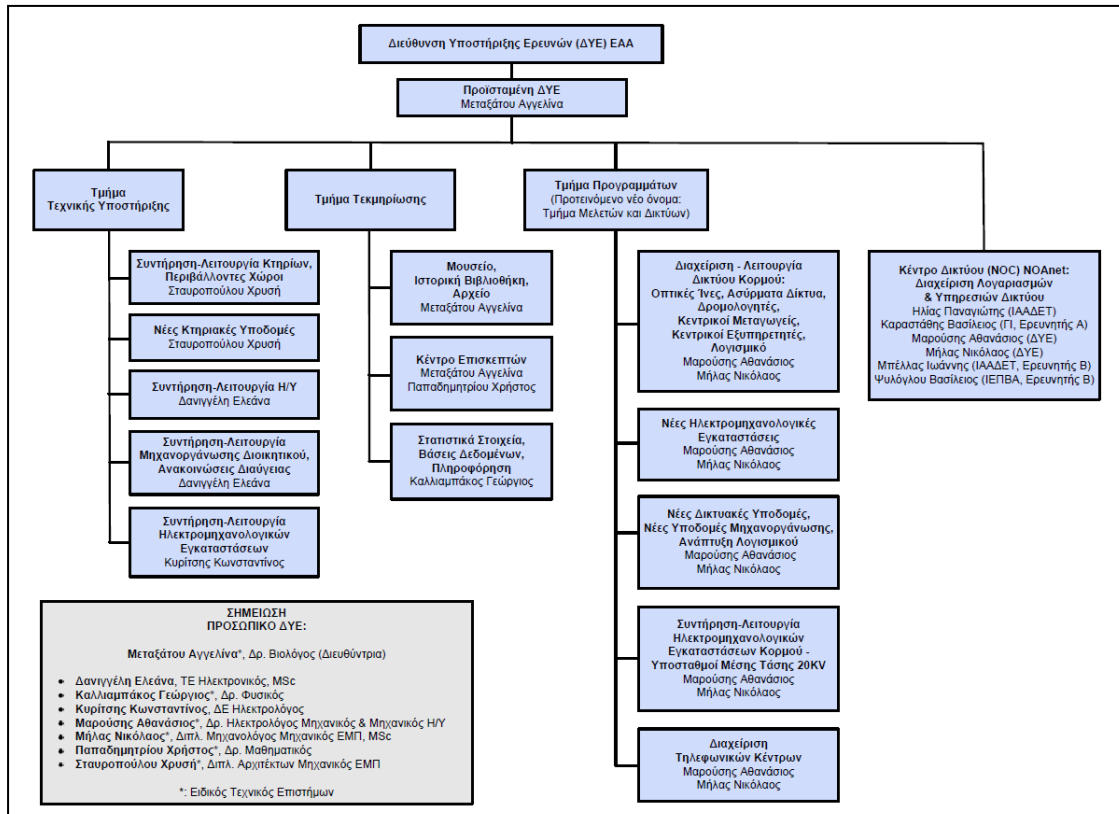 Διεύθυνση Υποστήριξης Ερευνών (ΔΥΕ) ΕΑΑ
Προϊσταμένη ΔΥΕ
Μεταξάτου Αγγελίνα
Τμήμα
Τεχνικής Υποστήριξης
Συντήρηση-Λειτουργία Κτηρίων,
Περιβάλλοντες Χώροι
Σταυροπούλου Χρυσή
Νέες Κτηριακές Υποδομές
Σταυροπούλου Χρυσή
Συντήρηση-Λειτουργία Η/Υ
Δανιγγέλη Ελεάνα
Συντήρηση-Λειτουργία
Μηχανοργάνωσης Διοικητικού,
Ανακοινώσεις Διαύγειας
Δανιγγέλη Ελεάνα
Συντήρηση-Λειτουργία
Ηλεκτρομηχανολογικών
Εγκαταστάσεων
Κυρίτσης Κωνσταντίνος
Τμήμα Τεκμηρίωσης
Μουσείο,
Ιστορική Βιβλιοθήκη,
Αρχείο
Μεταξάτου Αγγελίνα
Κέντρο Επισκεπτών
Μεταξάτου Αγγελίνα
Παπαδημητρίου Χρήστος
Στατιστικά Στοιχεία,
Βάσεις Δεδομένων,
Πληροφόρηση
Καλλιαμπάκος Γεώργιος
Τμήμα Προγραμμάτων
(Προτεινόμενο νέο όνομα:
Τμήμα Μελετών και Δικτύων)
Διαχείριση - Λειτουργία
Δικτύου Κορμού:
Οπτικές Ίνες, Ασύρματα Δίκτυα,
Δρομολογητές,
Κεντρικοί Μεταγωγείς,
Κεντρικοί Εξυπηρετητές,
Λογισμικό
Μαρούσης Αθανάσιος
Μήλας Νικόλαος
Νέες Ηλεκτρομηχανολογικές
Εγκαταστάσεις
Μαρούσης Αθανάσιος
Μήλας Νικόλαος
Νέες Δικτυακές Υποδομές,
Νέες Υποδομές Μηχανοργάνωσης,
Ανάπτυξη Λογισμικού
Μαρούσης Αθανάσιος
Μήλας Νικόλαος
Συντήρηση-Λειτουργία
Ηλεκτρομηχανολογικών
Εγκαταστάσεων Κορμού -
Υποσταθμοί Μέσης Τάσης 20KV
Μαρούσης Αθανάσιος
Μήλας Νικόλαος
Διαχείριση
Τηλεφωνικών Κέντρων
Μαρούσης Αθανάσιος
Μήλας Νικόλαος
Κέντρο Δικτύου (NOC) NOAnet:
Διαχείριση Λογαριασμών
& Υπηρεσιών Δικτύου
Ηλίας Παναγιώτης (ΙΑΑΔΕΤ)
Καραστάθης Βασίλειος (ΓΙ, Ερευνητής Α)
Μαρούσης Αθανάσιος (ΔΥΕ)
Μήλας Νικόλαος (ΔΥΕ)
Μπέλλας Ιωάννης (ΙΑΑΔΕΤ, Ερευνητής Β)
Ψυλόγλου Βασίλειος (ΙΕΠΒΑ, Ερευνητής Β)
ΣΗΜΕΙΩΣΗ
ΠΡΟΣΩΠΙΚΟ ΔΥΕ:
Μεταξάτου Αγγελίνα*, Δρ. Βιολόγος (Διευθύντρια)
• Δανιγγέλη Ελεάνα, ΤΕ Ηλεκτρονικός, MSc
• Καλλιαμπάκος Γεώργιος*, Δρ. Φυσικός
• Κυρίτσης Κωνσταντίνος, ΔΕ Ηλεκτρολόγος
• Μαρούσης Αθανάσιος*, Δρ. Ηλεκτρολόγος Μηχανικός & Μηχανικός Η/Υ
• Μήλας Νικόλαος*, Διπλ. Μηχανολόγος Μηχανικός ΕΜΠ, MSc
• Παπαδημητρίου Χρήστος*, Δρ. Μαθηματικός
• Σταυροπούλου Χρυσή*, Διπλ. Αρχιτέκτων Μηχανικός ΕΜΠ
*: Ειδικός Τεχνικός Επιστήμων